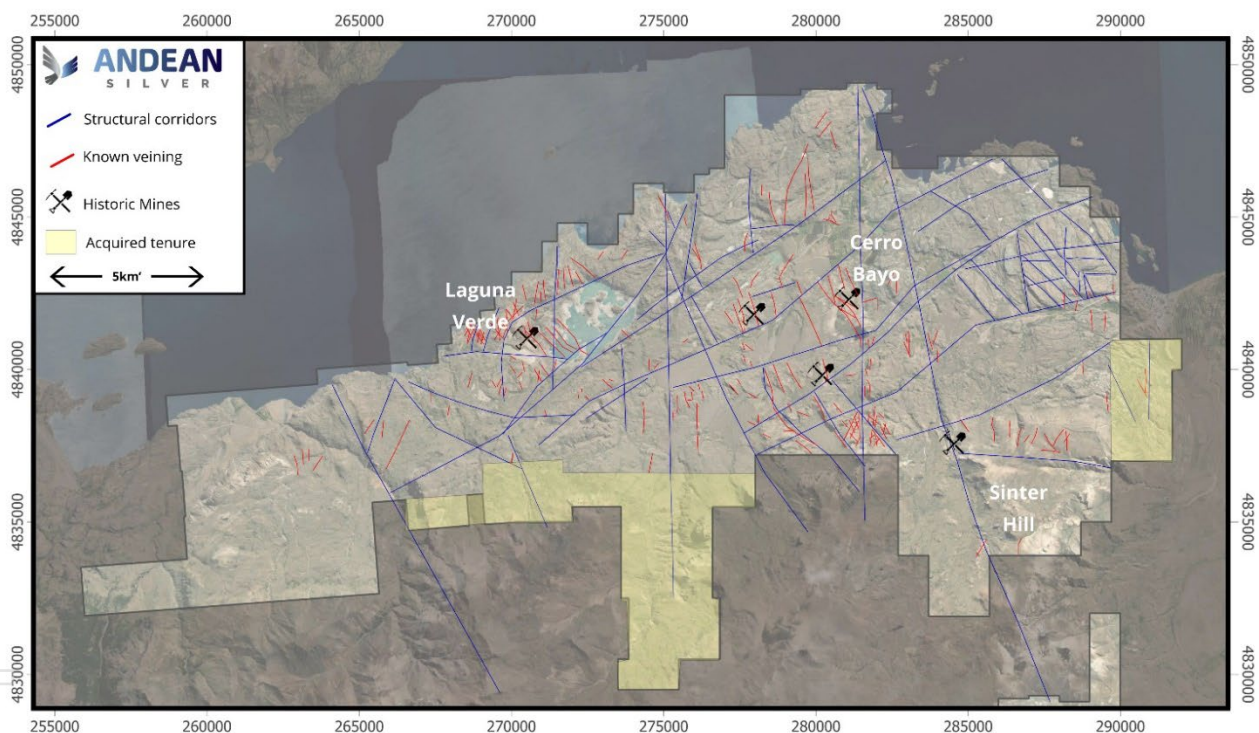 255000 260000 265000 270000 275000 280000 285000 290000
4850000
4850000
ANDEAN
SILVER
Structural corridors
Known veining
Historic Mines
Acquired tenure
5km²
4845000
4845000
Cerro
Bayo
Laguna
Verde
4840000
4840000
Sinter
Hill
4835000
4835000
4830000
4830000
255000 260000 265000 270000 275000 280000 285000 290000